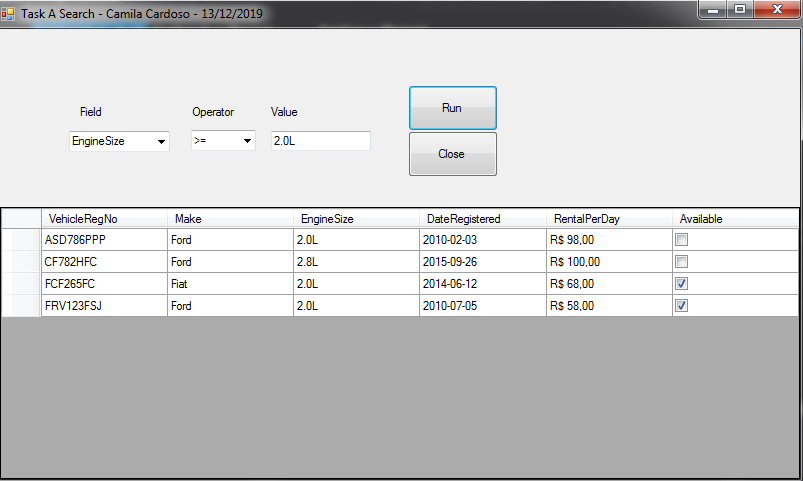 Task A Search - Camila Cardoso - 13/12/2019
Field Operator Value
EngineSize >= 2.0L
Run
Close
VehicleRegNo Make EngineSize DateRegistered RentalPerDay Available
ASD786PPP Ford 2.0L 2010-02-03 R$ 98,00
CF782HFC Ford 2.8L 2015-09-26 R$ 100,00
FCF265FC Fiat 2.0L 2014-06-12 R$ 68,00
FRV123FSJ Ford 2.0L 2010-07-05 R$ 58,00